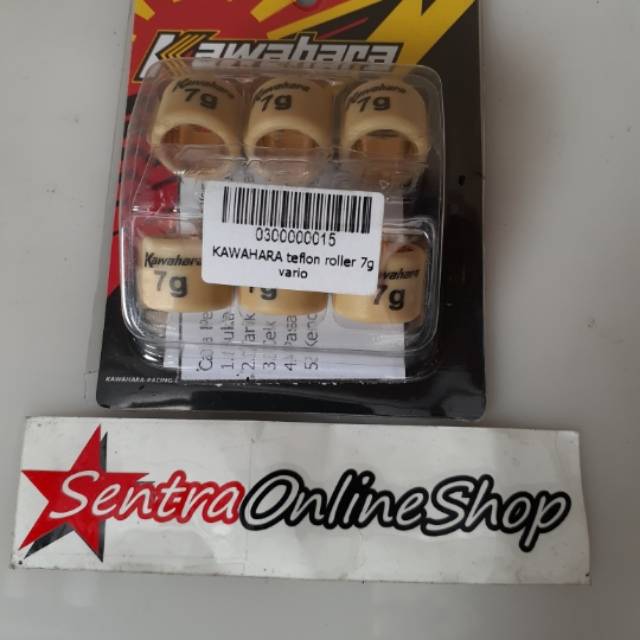 Kawahara
Kawahara
7g
Kawahara
7g
Kawahara
7g
0300000015
KAWAHARA teflon roller 7g
vario
Kawahara
7g
7g
Kawahara
7g
Cara
1.
2.
3.
4.
5.
KAWAHARA RACING
SentraOnlineShop